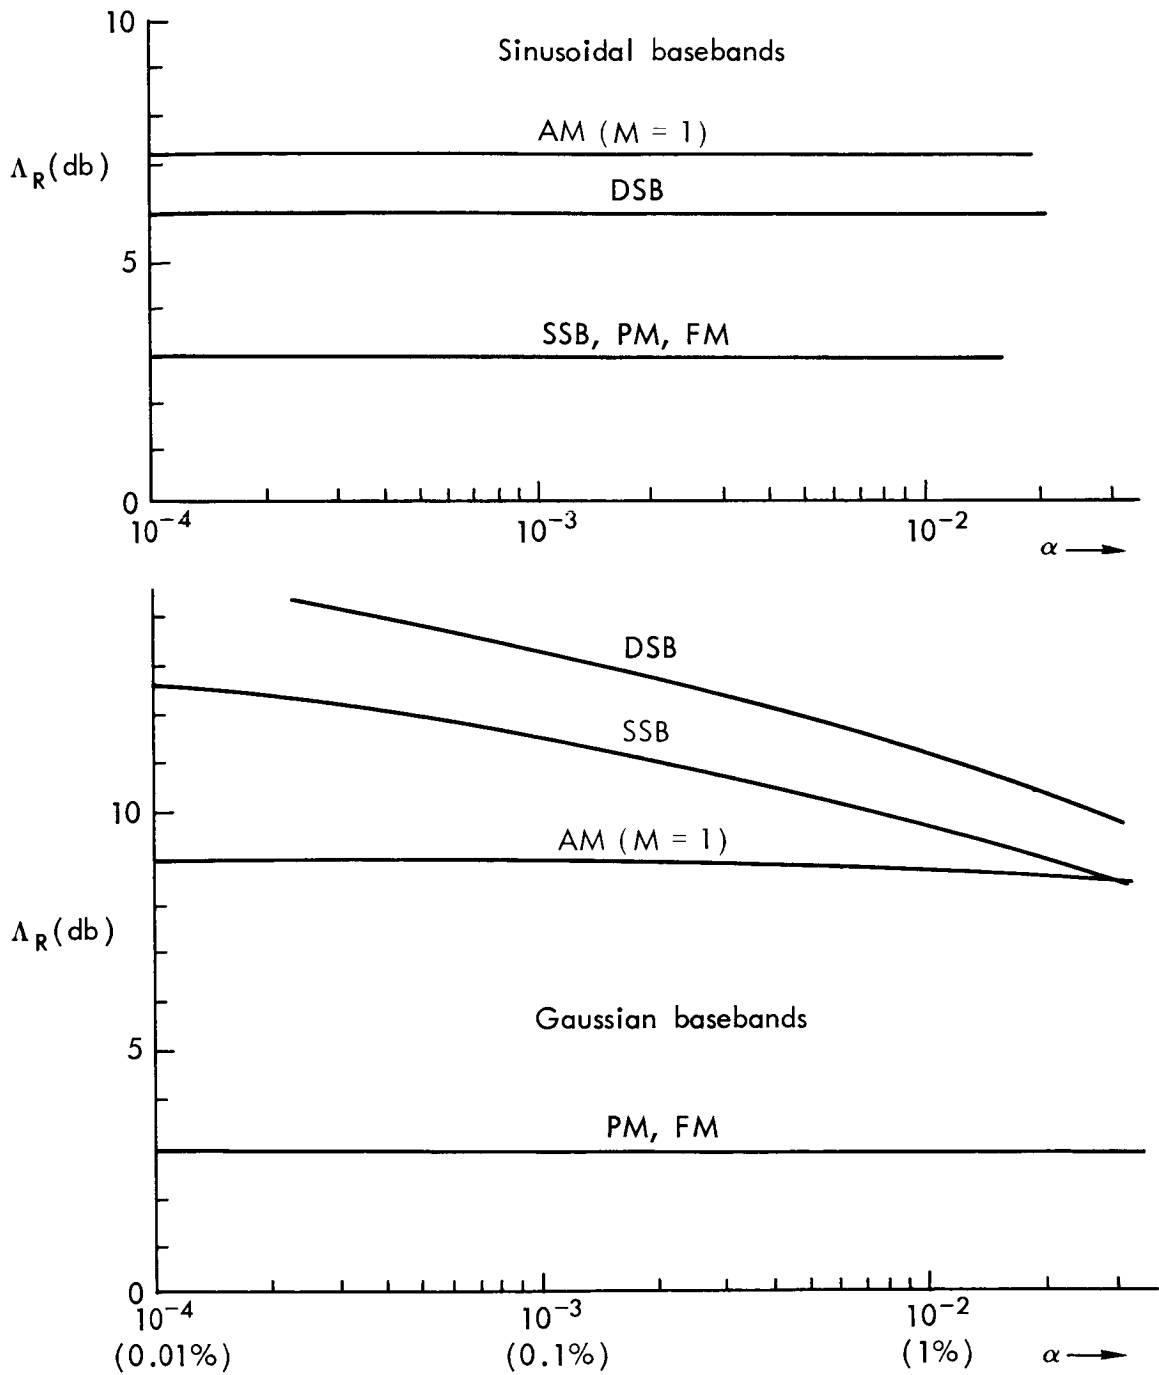 10
Sinusoidal basebands
AM (M = 1)
Λ_R (db)
DSB
5
SSB, PM, FM
0
10⁻⁴ 10⁻³ 10⁻²
α →
DSB
SSB
10
AM (M = 1)
Λ_R (db)
Gaussian basebands
5
PM, FM
0
10⁻⁴ 10⁻³ 10⁻²
(0.01%) (0.1%) (1%) α →